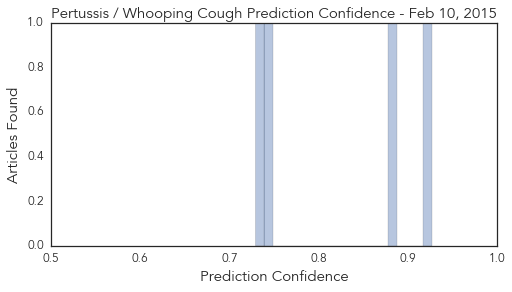 Pertussis / Whooping Cough Prediction Confidence - Feb 10, 2015
1.0
0.8
0.6
0.4
0.2
0.0
Articles Found
0.5 0.6 0.7 0.8 0.9 1.0
Prediction Confidence